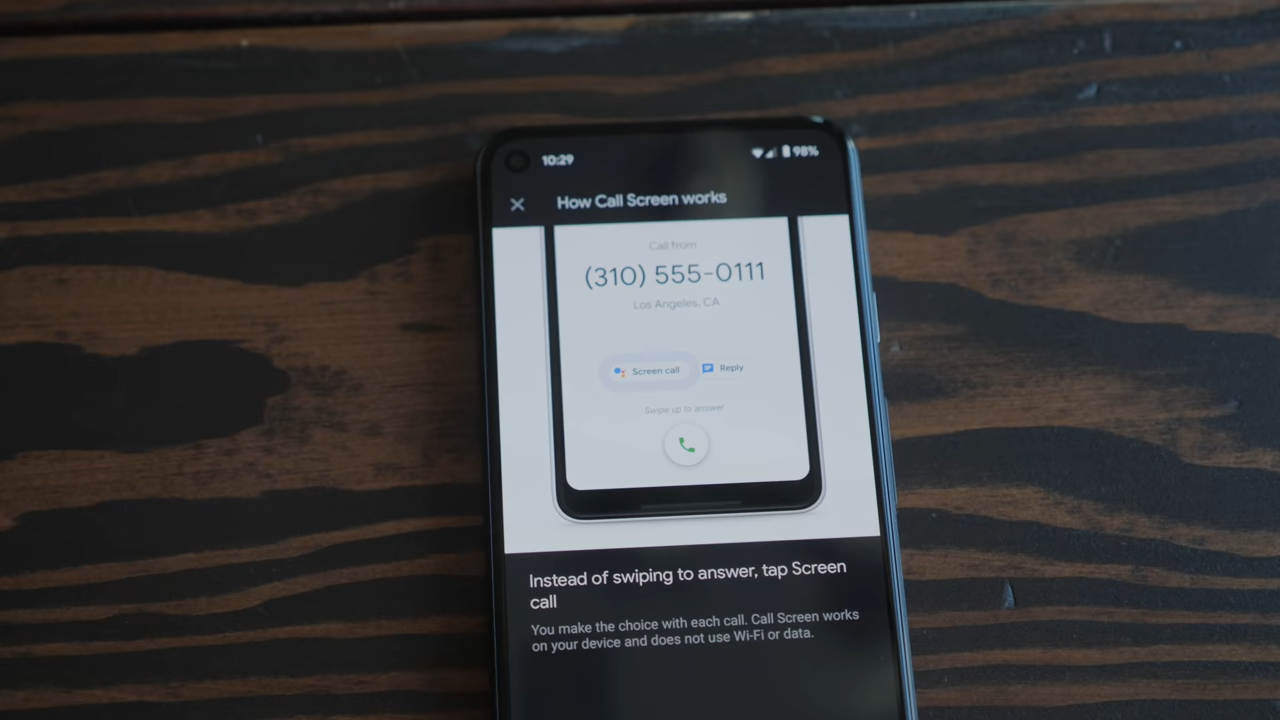 10:29
98%
How Call Screen works
Call from
(310) 555-0111
Los Angeles, CA
Screen call
Reply
Swipe up to answer
Instead of swiping to answer, tap Screen
call
You make the choice with each call. Call Screen works
on your device and does not use Wi-Fi or data.